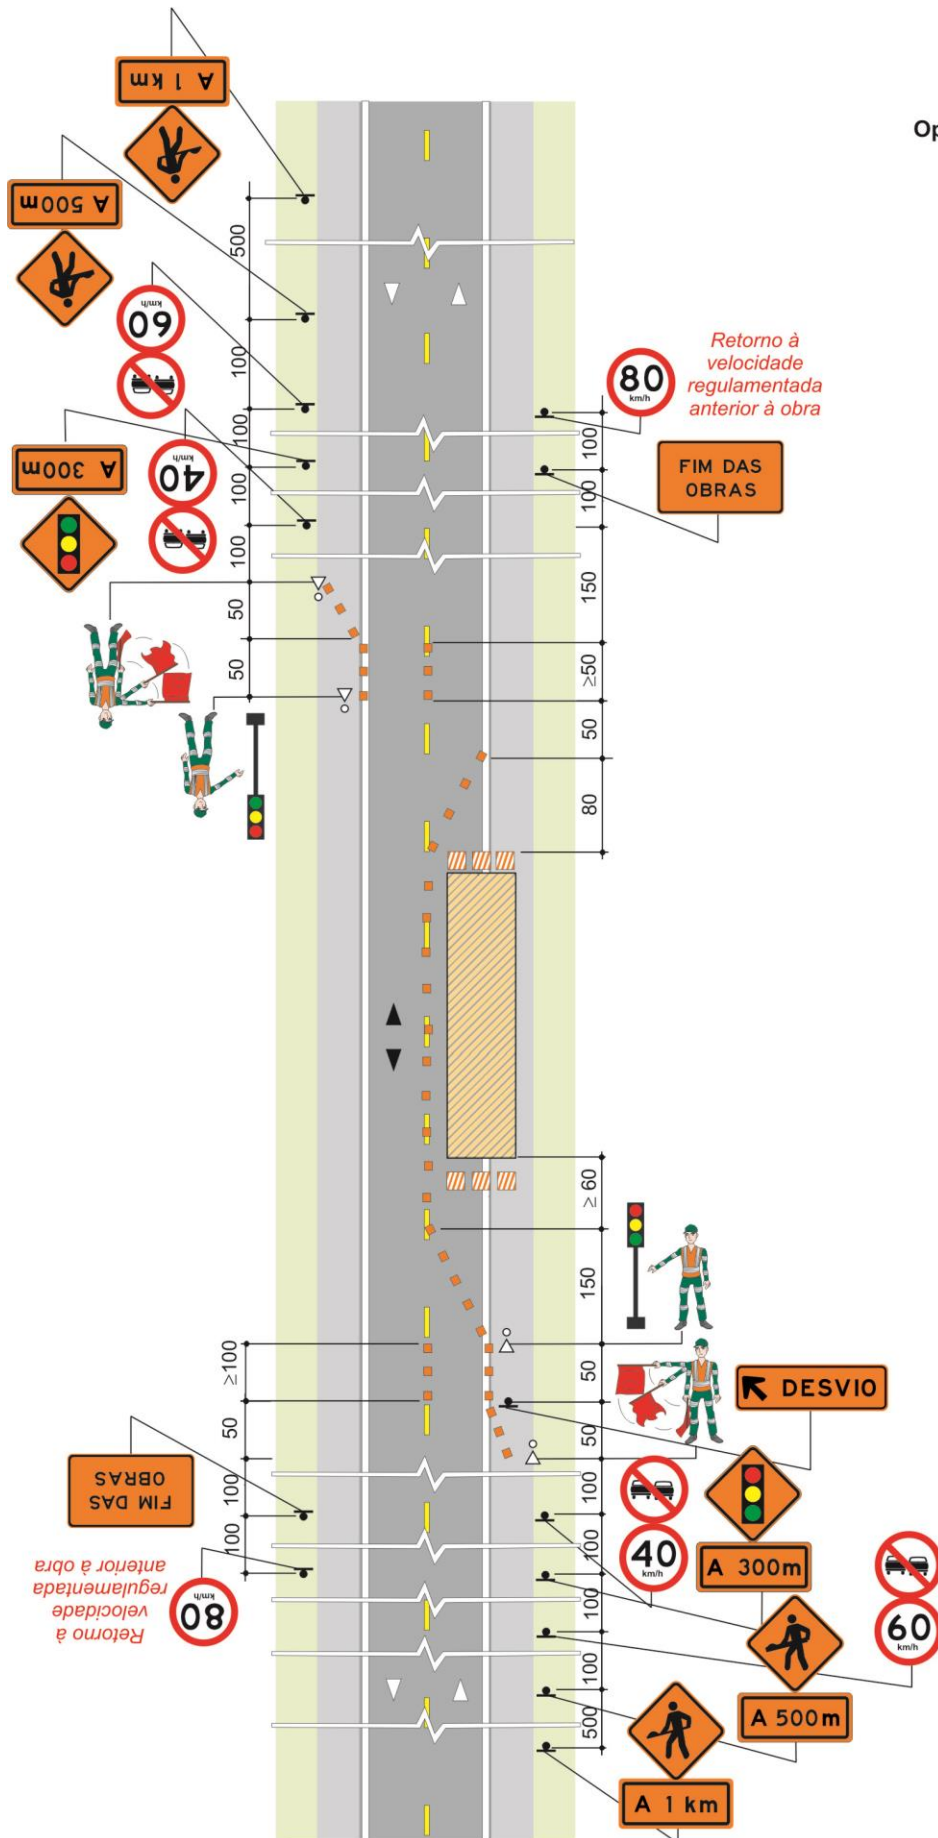 Op
A 1 km
A 500m
60
km/h
A 300m
40
km/h
500
100
100
100
100
50
50
80
km/h
Retorno à
velocidade
regulamentada
anterior à obra
FIM DAS
OBRAS
100
100
150
≥50
50
80
≥ 60
150
50
50
100
100
100
100
500
≥100
50
100
100
FIM DAS
OBRAS
80
km/h
Retorno à
velocidade
regulamentada
anterior à obra
DESVIO
40
km/h
A 300m
60
km/h
A 500m
A 1 km